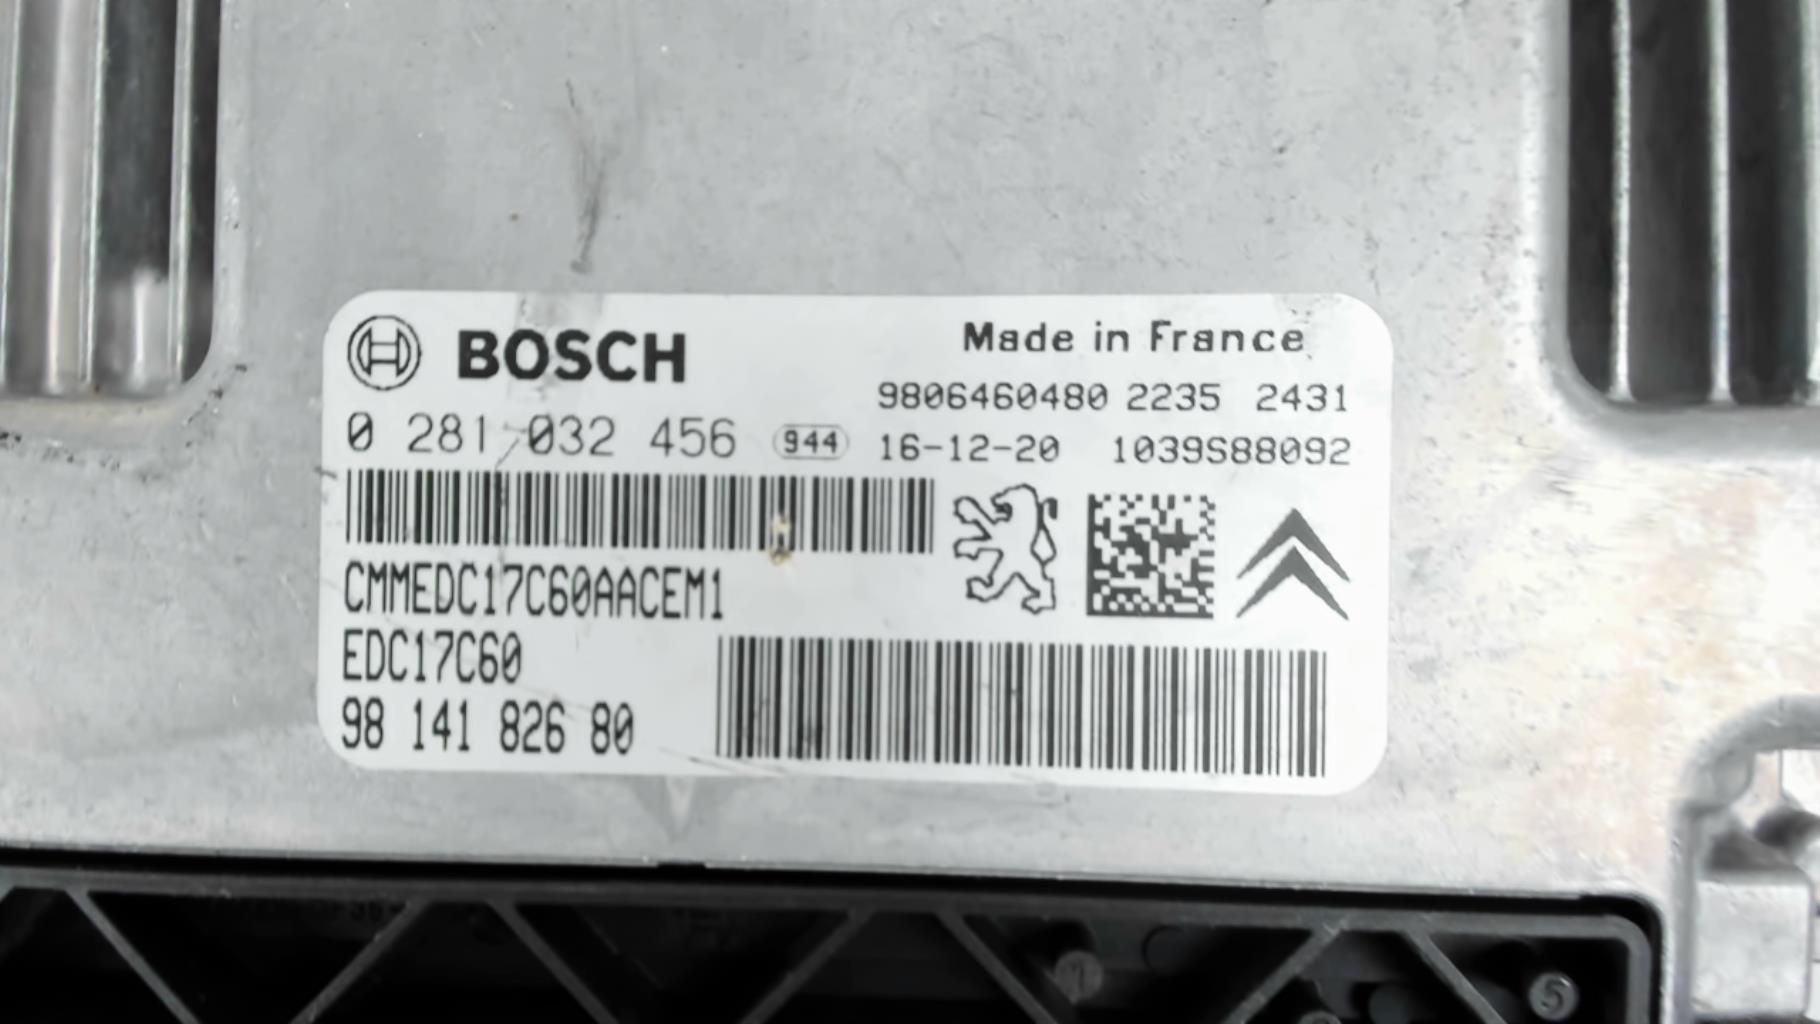 BOSCH
Made in France
9806460480 2235 2431
0 281 032 456 944 16-12-20 1039S88092
CMMEDC17C60AACEM1
EDC17C60
98 141 826 80
5